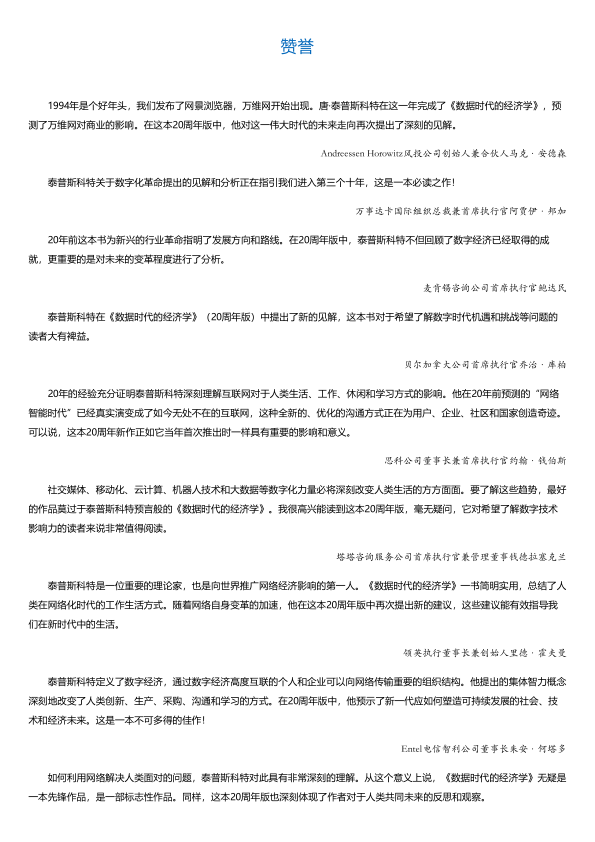 赞誉
1994年是个好年头，我们发布了网景浏览器，万维网开始出现。唐·泰普斯科特在这一年完成了《数据时代的经济学》，预
测了万维网对商业的影响。在这本20周年版中，他对这一伟大时代的未来走向再次提出了深刻的见解。
Andreessen Horowitz风投公司创始人兼合伙人马克·安德森
泰普斯科特关于数字化革命提出的见解和分析正在指引我们进入第三个十年，这是一本必读之作！
万事达卡国际组织总裁兼首席执行官阿贾伊·邦加
20年前这本书为新兴的行业革命指明了发展方向和路线。在20周年版中，泰普斯科特不但回顾了数字经济已经取得的成
就，更重要的是对未来的变革程度进行了分析。
麦肯锡咨询公司首席执行官鲍达民
泰普斯科特在《数据时代的经济学》（20周年版）中提出了新的见解，这本书对于希望了解数字时代机遇和挑战等问题的
读者大有裨益。
贝尔加拿大公司首席执行官乔治·库柏
20年的经验充分证明泰普斯科特深刻理解互联网对于人类生活、工作、休闲和学习方式的影响。他在20年前预测的“网络
智能时代”已经真实演变成了如今无处不在的互联网，这种全新的、优化的沟通方式正在为用户、企业、社区和国家创造奇迹。
可以说，这本20周年新作正如它当年首次推出时一样具有重要的影响和意义。
思科公司董事长兼首席执行官约翰·钱伯斯
社交媒体、移动化、云计算、机器人技术和大数据等数字化力量必将深刻改变人类生活的方方面面。要了解这些趋势，最好
的作品莫过于泰普斯科特预言般的《数据时代的经济学》。我很高兴能读到这本20周年版，毫无疑问，它对希望了解数字技术
影响力的读者来说非常值得阅读。
塔塔咨询服务公司首席执行官兼管理董事钱德拉塞克兰
泰普斯科特是一位重要的理论家，也是向世界推广网络经济影响的第一人。《数据时代的经济学》一书简明实用，总结了人
类在网络化时代的工作生活方式。随着网络自身变革的加速，他在这本20周年版中再次提出新的建议，这些建议能有效指导我
们在新时代中的生活。
领英执行董事长兼创始人里德·霍夫曼
泰普斯科特定义了数字经济，通过数字经济高度互联的个人和企业可以向网络传输重要的组织结构。他提出的集体智力概念
深刻地改变了人类创新、生产、采购、沟通和学习的方式。在20周年版中，他预示了新一代应如何塑造可持续发展的社会、技
术和经济未来。这是一本不可多得的佳作！
Entel电信智利公司董事长朱安·何塔多
如何利用网络解决人类面对的问题，泰普斯科特对此具有非常深刻的理解。从这个意义上说，《数据时代的经济学》无疑是
一本先锋作品，是一部标志性作品。同样，这本20周年版也深刻体现了作者对于人类共同未来的反思和观察。